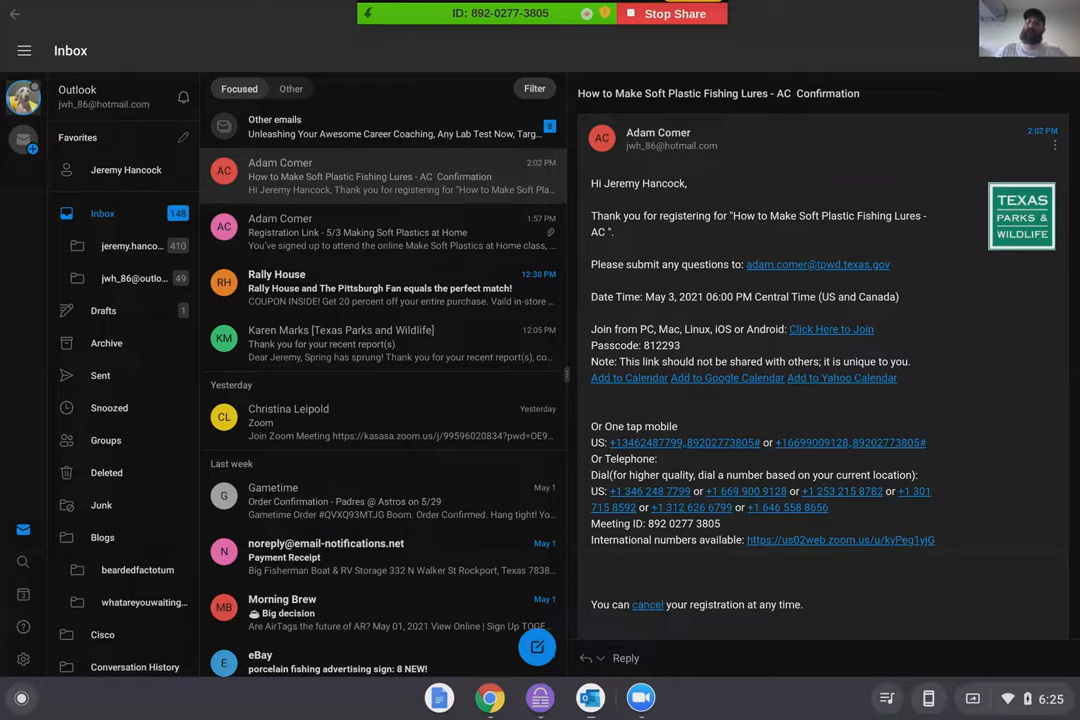 ID: 892-0277-3805
Stop Share
Inbox
Outlook
jwh_86@hotmail.com
Favorites
Jeremy Hancock
Inbox 148
jeremy.hanco... 410
jwh_86@outlo... 49
Drafts 1
Archive
Sent
Snoozed
Groups
Deleted
Junk
Blogs
beardedfactotum
whatareyouwaiting...
Cisco
Conversation History
Focused Other Filter
Other emails
Unleashing Your Awesome Career Coaching, Any Lab Test Now, Targ... 8
AC Adam Comer 2:02 PM
How to Make Soft Plastic Fishing Lures - AC Confirmation
Hi Jeremy Hancock, Thank you for registering for "How to Make Soft Pla...
AC Adam Comer 1:57 PM
Registration Link - 5/3 Making Soft Plastics at Home
You've signed up to attend the online Make Soft Plastics at Home class, ...
RH Rally House 12:30 PM
Rally House and The Pittsburgh Fan equals the perfect match!
COUPON INSIDE! Get 20 percent off your entire purchase. Vaild in-store ...
KM Karen Marks [Texas Parks and Wildlife] 12:05 PM
Thank you for your recent report(s)
Dear Jeremy, Spring has sprung! Thank you for your recent report(s), co...
Yesterday
CL Christina Leipold Yesterday
Zoom
Join Zoom Meeting https://kasasa.zoom.us/j/99596020834?pwd=OE9...
Last week
G Gametime May 1
Order Confirmation - Padres @ Astros on 5/29
Gametime Order #QVXQ93MTJG Boom. Order Confirmed. Hang tight! Yo...
N noreply@email-notifications.net May 1
Payment Receipt
Big Fisherman Boat & RV Storage 332 N Walker St Rockport, Texas 7838...
MB Morning Brew May 1
☕ Big decision
Are AirTags the future of AR? May 01, 2021 View Online | Sign Up TOGE...
E eBay
porcelain fishing advertising sign: 8 NEW!
How to Make Soft Plastic Fishing Lures - AC Confirmation
AC Adam Comer 2:02 PM
jwh_86@hotmail.com
Hi Jeremy Hancock,
TEXAS
PARKS &
WILDLIFE
Thank you for registering for "How to Make Soft Plastic Fishing Lures -
AC ".
Please submit any questions to: adam.comer@tpwd.texas.gov
Date Time: May 3, 2021 06:00 PM Central Time (US and Canada)
Join from PC, Mac, Linux, iOS or Android: Click Here to Join
Passcode: 812293
Note: This link should not be shared with others; it is unique to you.
Add to Calendar Add to Google Calendar Add to Yahoo Calendar
Or One tap mobile
US: +13462487799,,89202773805# or +16699009128,,89202773805#
Or Telephone:
Dial(for higher quality, dial a number based on your current location):
US: +1 346 248 7799 or +1 669 900 9128 or +1 253 215 8782 or +1 301
715 8592 or +1 312 626 6799 or +1 646 558 8656
Meeting ID: 892 0277 3805
International numbers available: https://us02web.zoom.us/u/kyPeg1yjG
You can cancel your registration at any time.
Reply
6:25